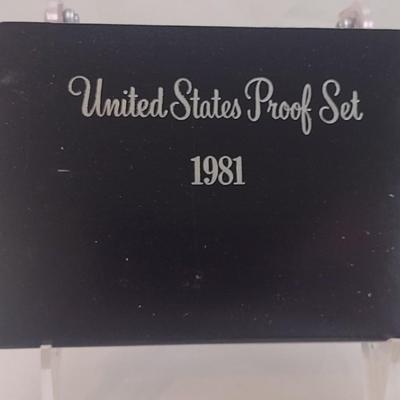 United States Proof Set
1981